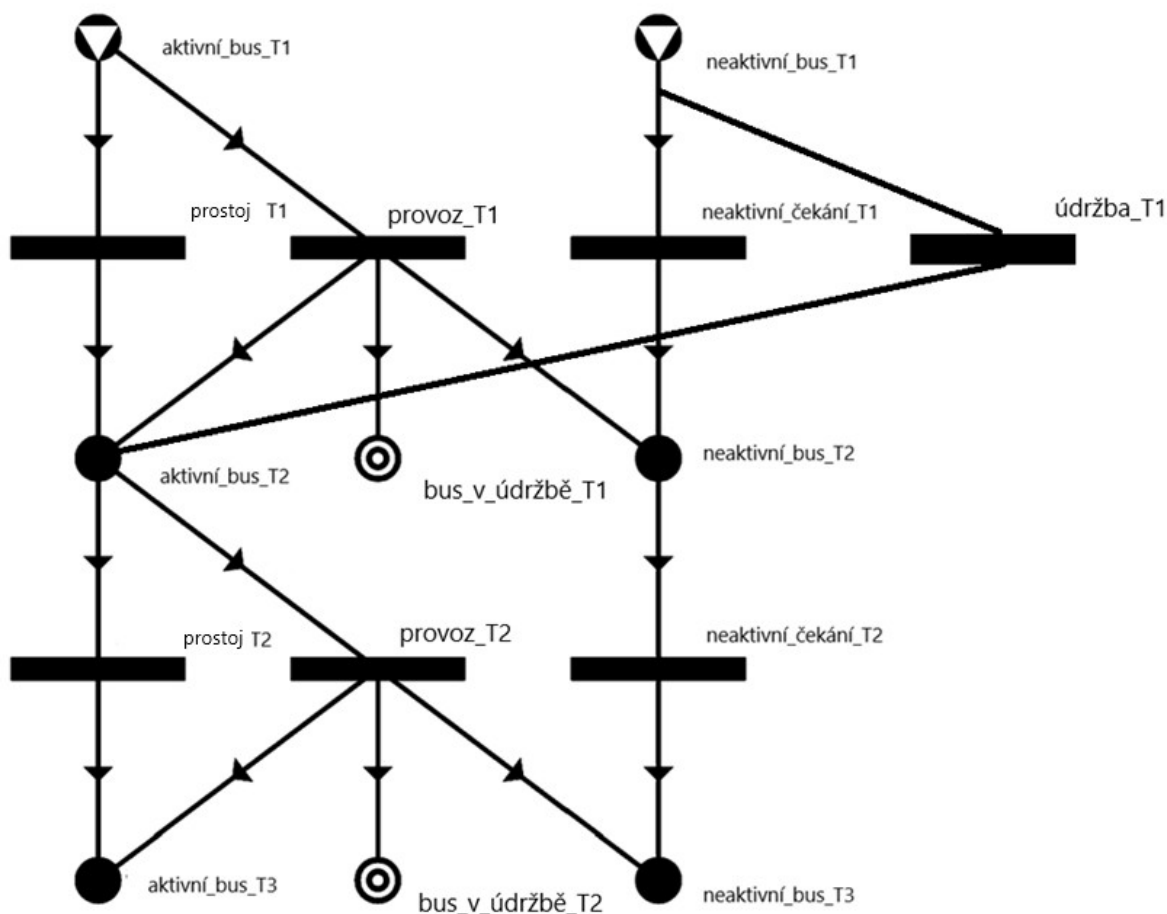 aktivní_bus_T1
neaktivní_bus_T1
prostoj T1
provoz_T1
neaktivní_čekání_T1
údržba_T1
aktivní_bus_T2
bus_v_údržbě_T1
neaktivní_bus_T2
prostoj T2
provoz_T2
neaktivní_čekání_T2
aktivní_bus_T3
bus_v_údržbě_T2
neaktivní_bus_T3